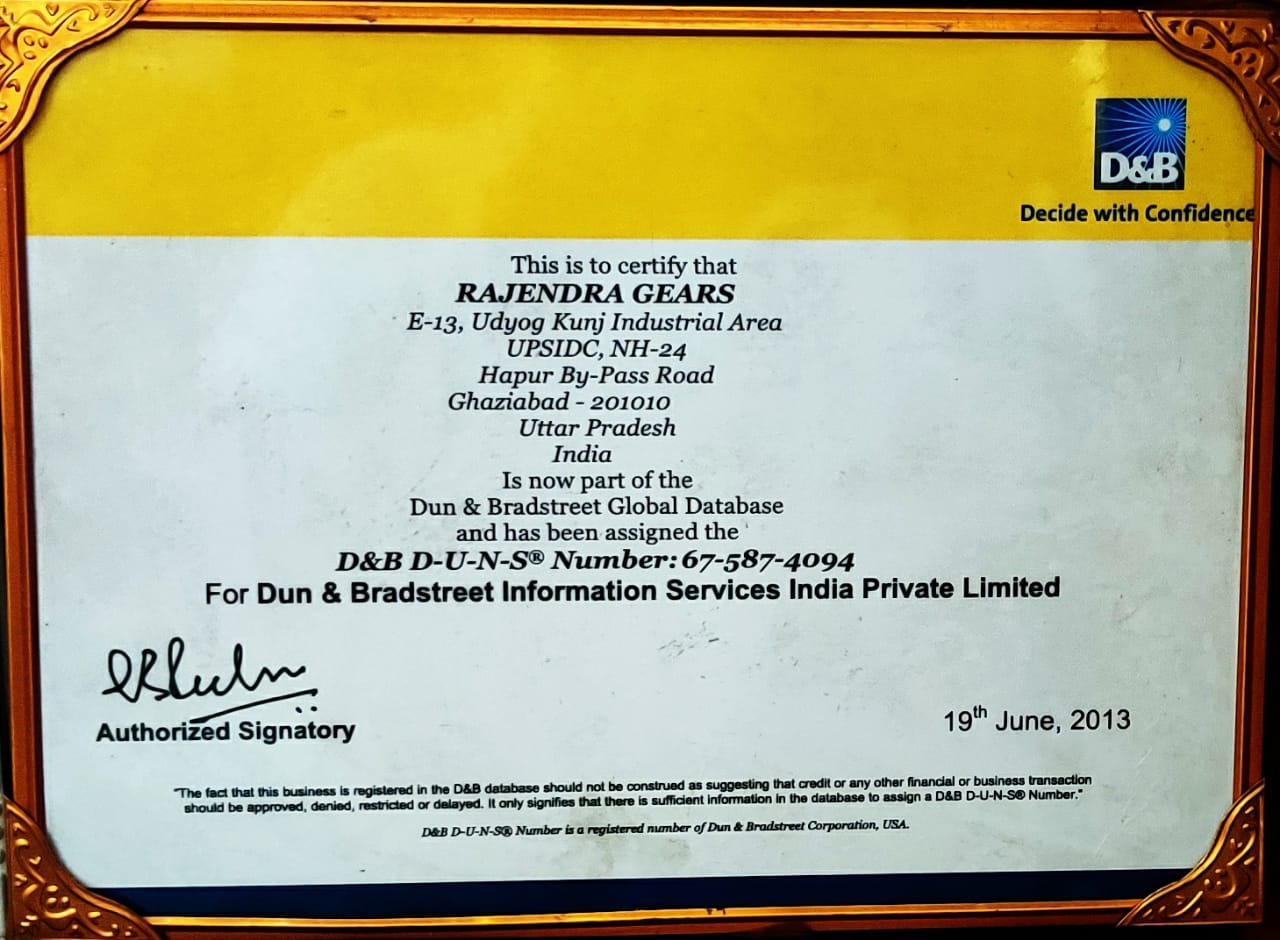 D&B
Decide with Confidence
This is to certify that
RAJENDRA GEARS
E-13, Udyog Kunj Industrial Area
UPSIDC, NH-24
Hapur By-Pass Road
Ghaziabad - 201010
Uttar Pradesh
India
Is now part of the
Dun & Bradstreet Global Database
and has been assigned the
D&B D-U-N-S® Number: 67-587-4094
For Dun & Bradstreet Information Services India Private Limited
Authorized Signatory
19th June, 2013
"The fact that this business is registered in the D&B database should not be construed as suggesting that credit or any other financial or business transaction
should be approved, denied, restricted or delayed. It only signifies that there is sufficient information in the database to assign a D&B D-U-N-S® Number."
D&B D-U-N-S® Number is a registered number of Dun & Bradstreet Corporation, USA.